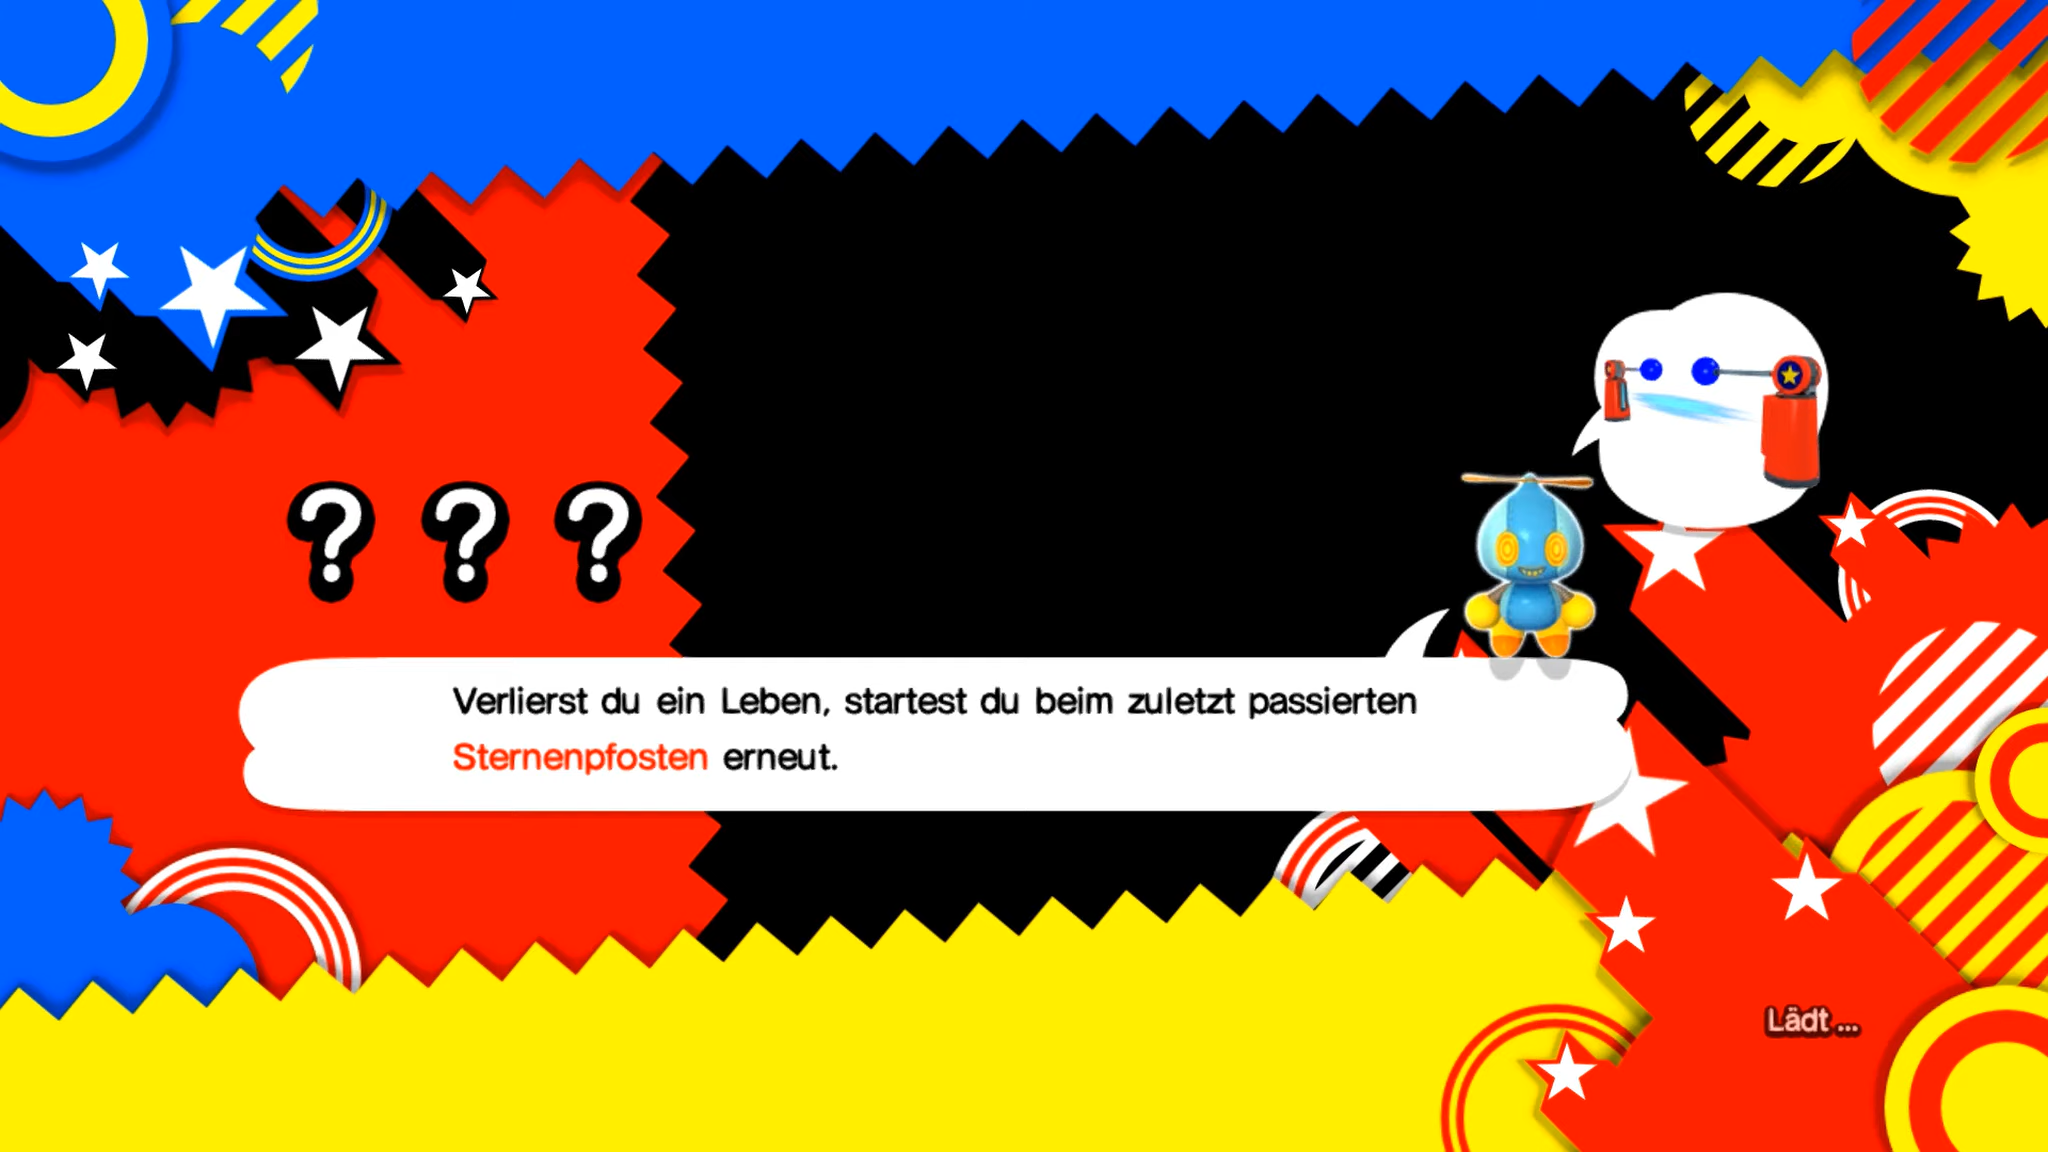 ? ? ?
Verlierst du ein Leben, startest du beim zuletzt passierten
Sternenpfosten erneut.
Lädt ...